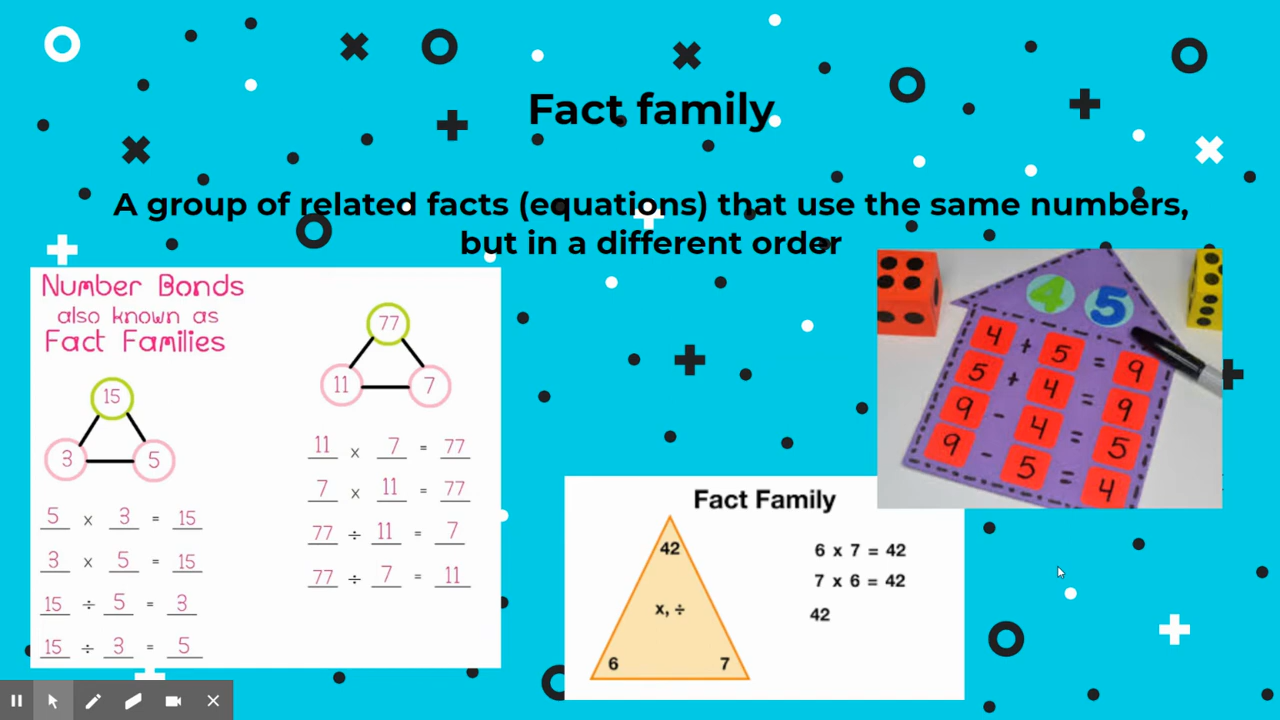 Fact family
A group of related facts (equations) that use the same numbers,
but in a different order
Number Bonds
also known as
Fact Families
15
3 5
5 x 3 = 15
3 x 5 = 15
15 ÷ 5 = 3
15 ÷ 3 = 5
77
11 7
11 x 7 = 77
7 x 11 = 77
77 ÷ 11 = 7
77 ÷ 7 = 11
Fact Family
42
x, ÷
6 7
6 x 7 = 42
7 x 6 = 42
42
4 5
4 + 5 = 9
5 + 4 = 9
9 - 4 = 5
9 - 5 = 4